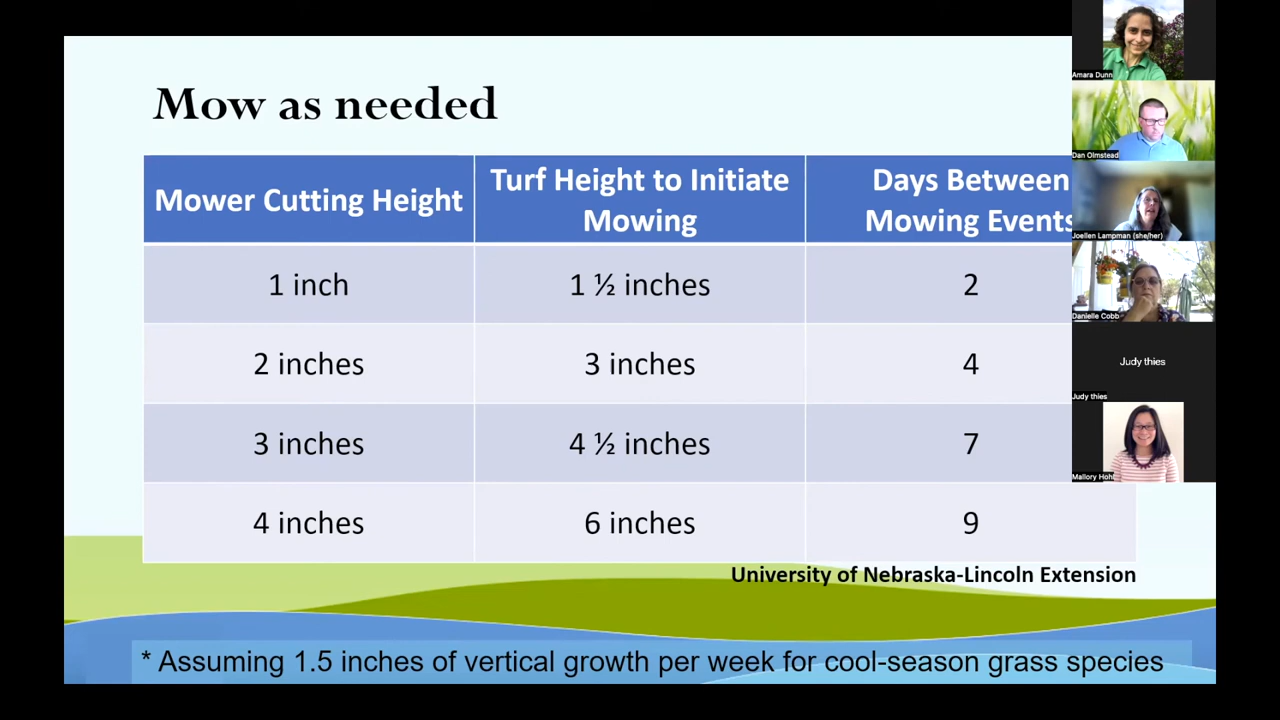 Mow as needed
Mower Cutting Height
Turf Height to Initiate
Mowing
Days Between
Mowing Events
1 inch
1 ½ inches
2
2 inches
3 inches
4
3 inches
4 ½ inches
7
4 inches
6 inches
9
University of Nebraska-Lincoln Extension
* Assuming 1.5 inches of vertical growth per week for cool-season grass species
Amara Dunn
Dan Olmstead
Joellen Lampman (she/her)
Danielle Cobb
Judy thies
Judy thies
Mallory Hohl